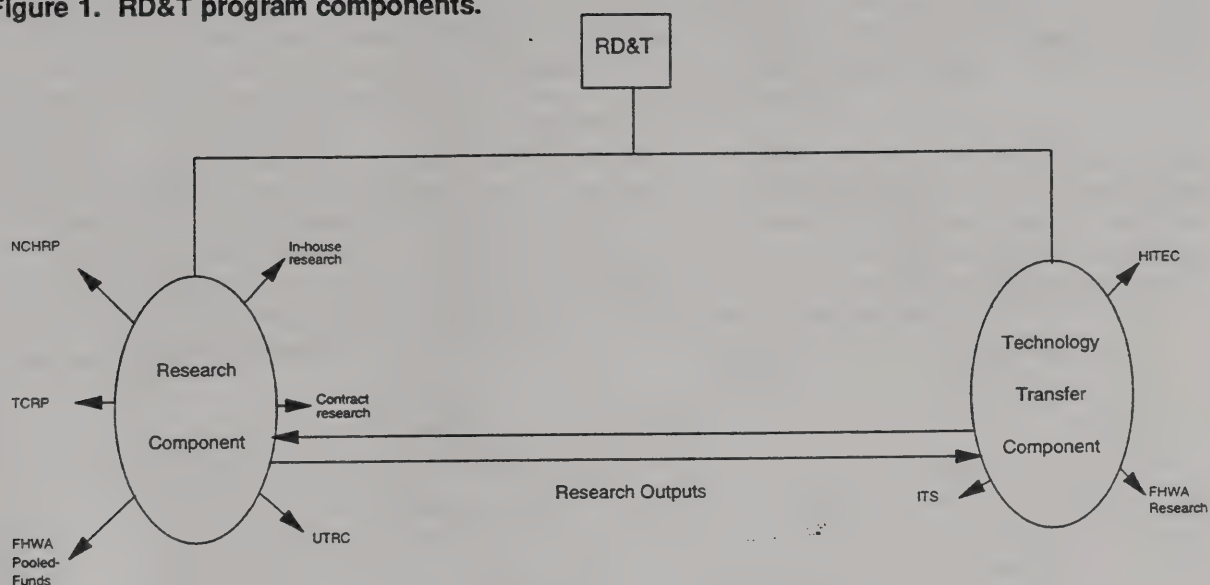 Figure 1. RD&T program components.
RD&T
NCHRP
In-house
research
HITEC
Research
Component
Technology
Transfer
Component
TCRP
Contract
research
Research Outputs
ITS
FHWA
Research
UTRC
FHWA
Pooled-
Funds